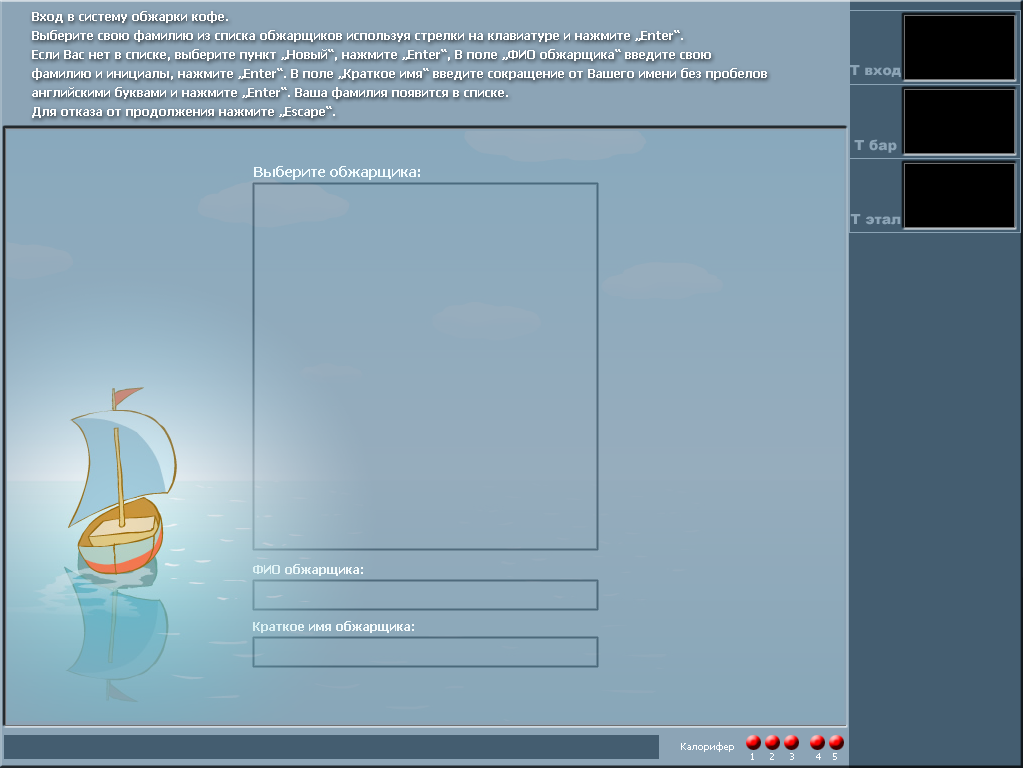 Вход в систему обжарки кофе.
Выберите свою фамилию из списка обжарщиков используя стрелки на клавиатуре и нажмите „Enter“.
Если Вас нет в списке, выберите пункт „Новый“, нажмите „Enter“, В поле „ФИО обжарщика“ введите свою
фамилию и инициалы, нажмите „Enter“. В поле „Краткое имя“ введите сокращение от Вашего имени без пробелов
английскими буквами и нажмите „Enter“. Ваша фамилия появится в списке.
Для отказа от продолжения нажмите „Escape“.
Т вход
Т бар
Т этал
Выберите обжарщика:
ФИО обжарщика:
Краткое имя обжарщика:
Калорифер
1 2 3 4 5